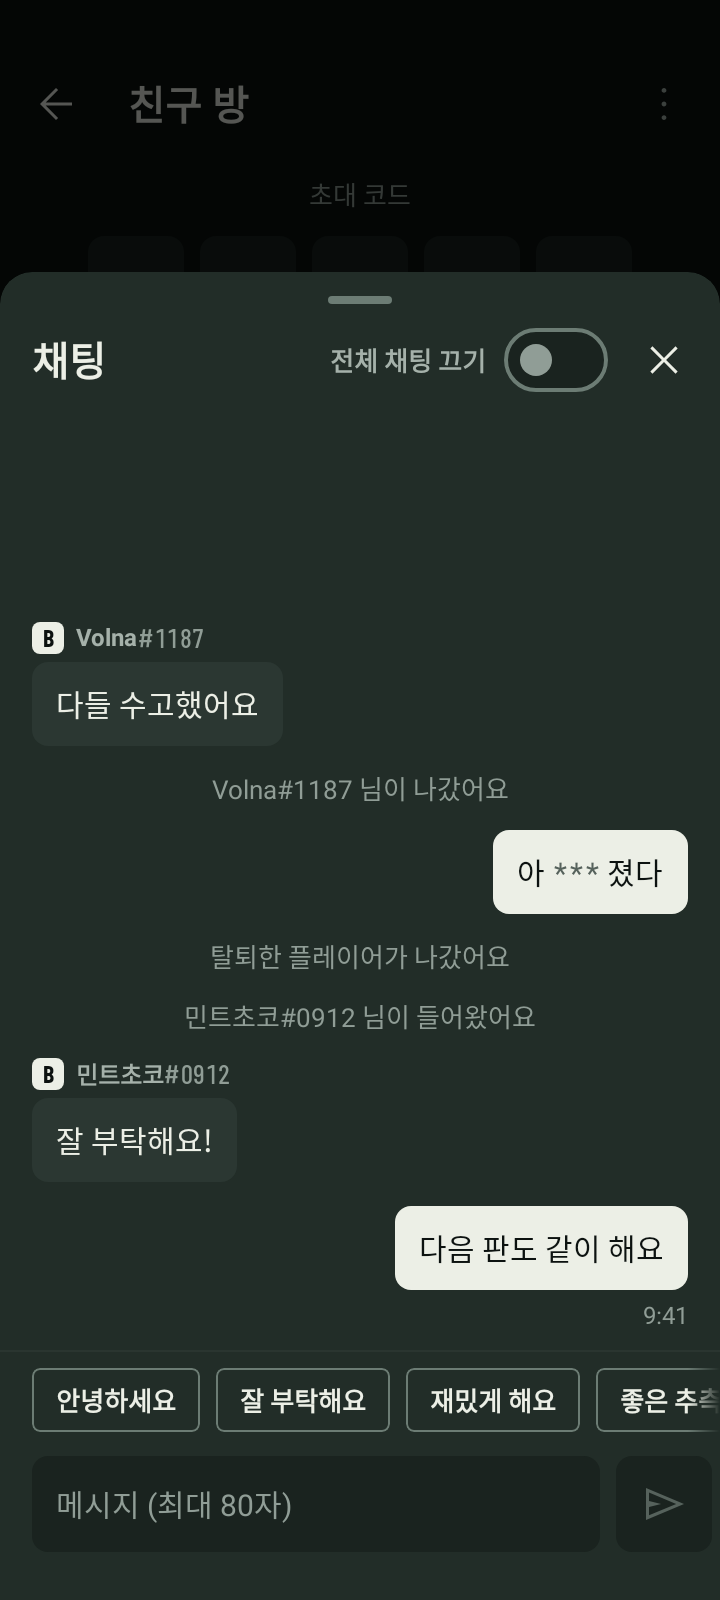 친구 방
초대 코드
채팅
전체 채팅 끄기
B Volna#1187
다들 수고했어요
Volna#1187 님이 나갔어요
아 *** 졌다
탈퇴한 플레이어가 나갔어요
민트초코#0912 님이 들어왔어요
B 민트초코#0912
잘 부탁해요!
다음 판도 같이 해요
9:41
안녕하세요 잘 부탁해요 재밌게 해요 좋은 추측
메시지 (최대 80자)